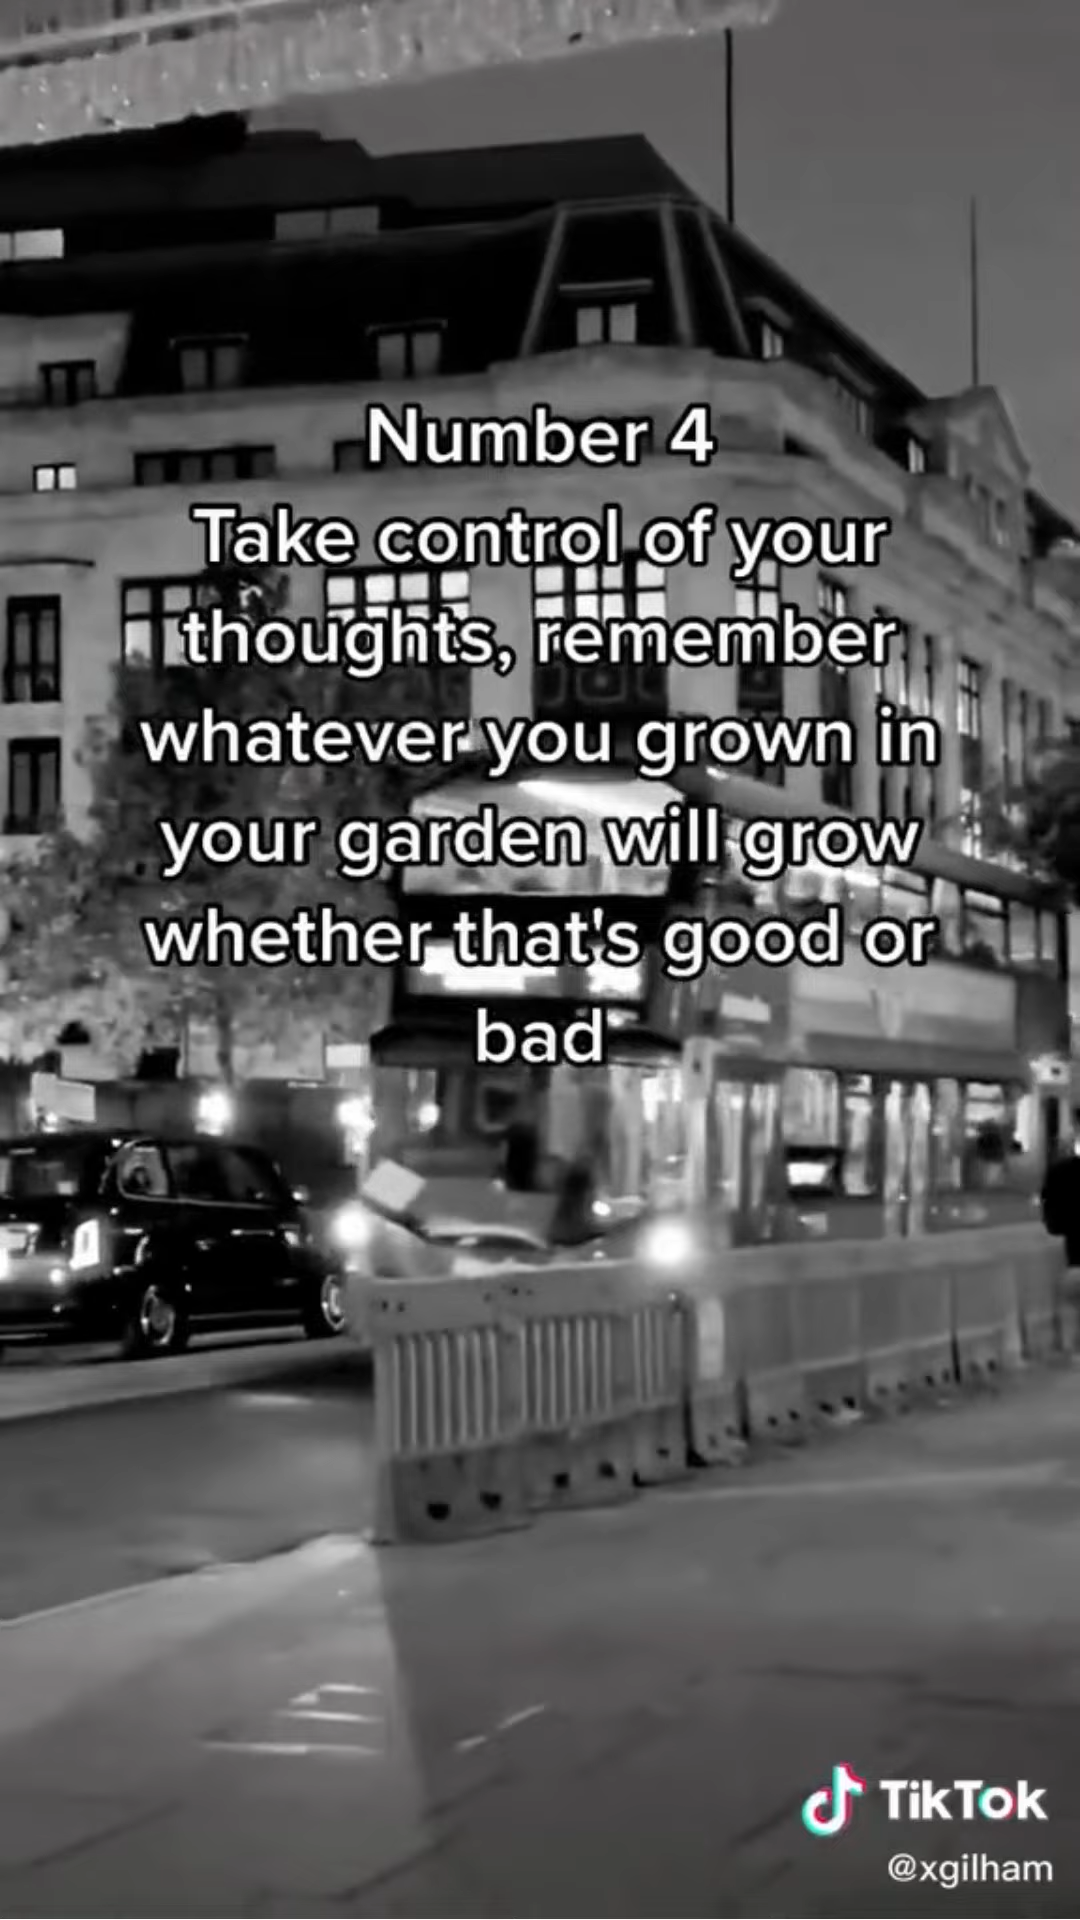 Number 4
Take control of your
thoughts, remember
whatever you grown in
your garden will grow
whether that's good or
bad
TikTok
@xgilham